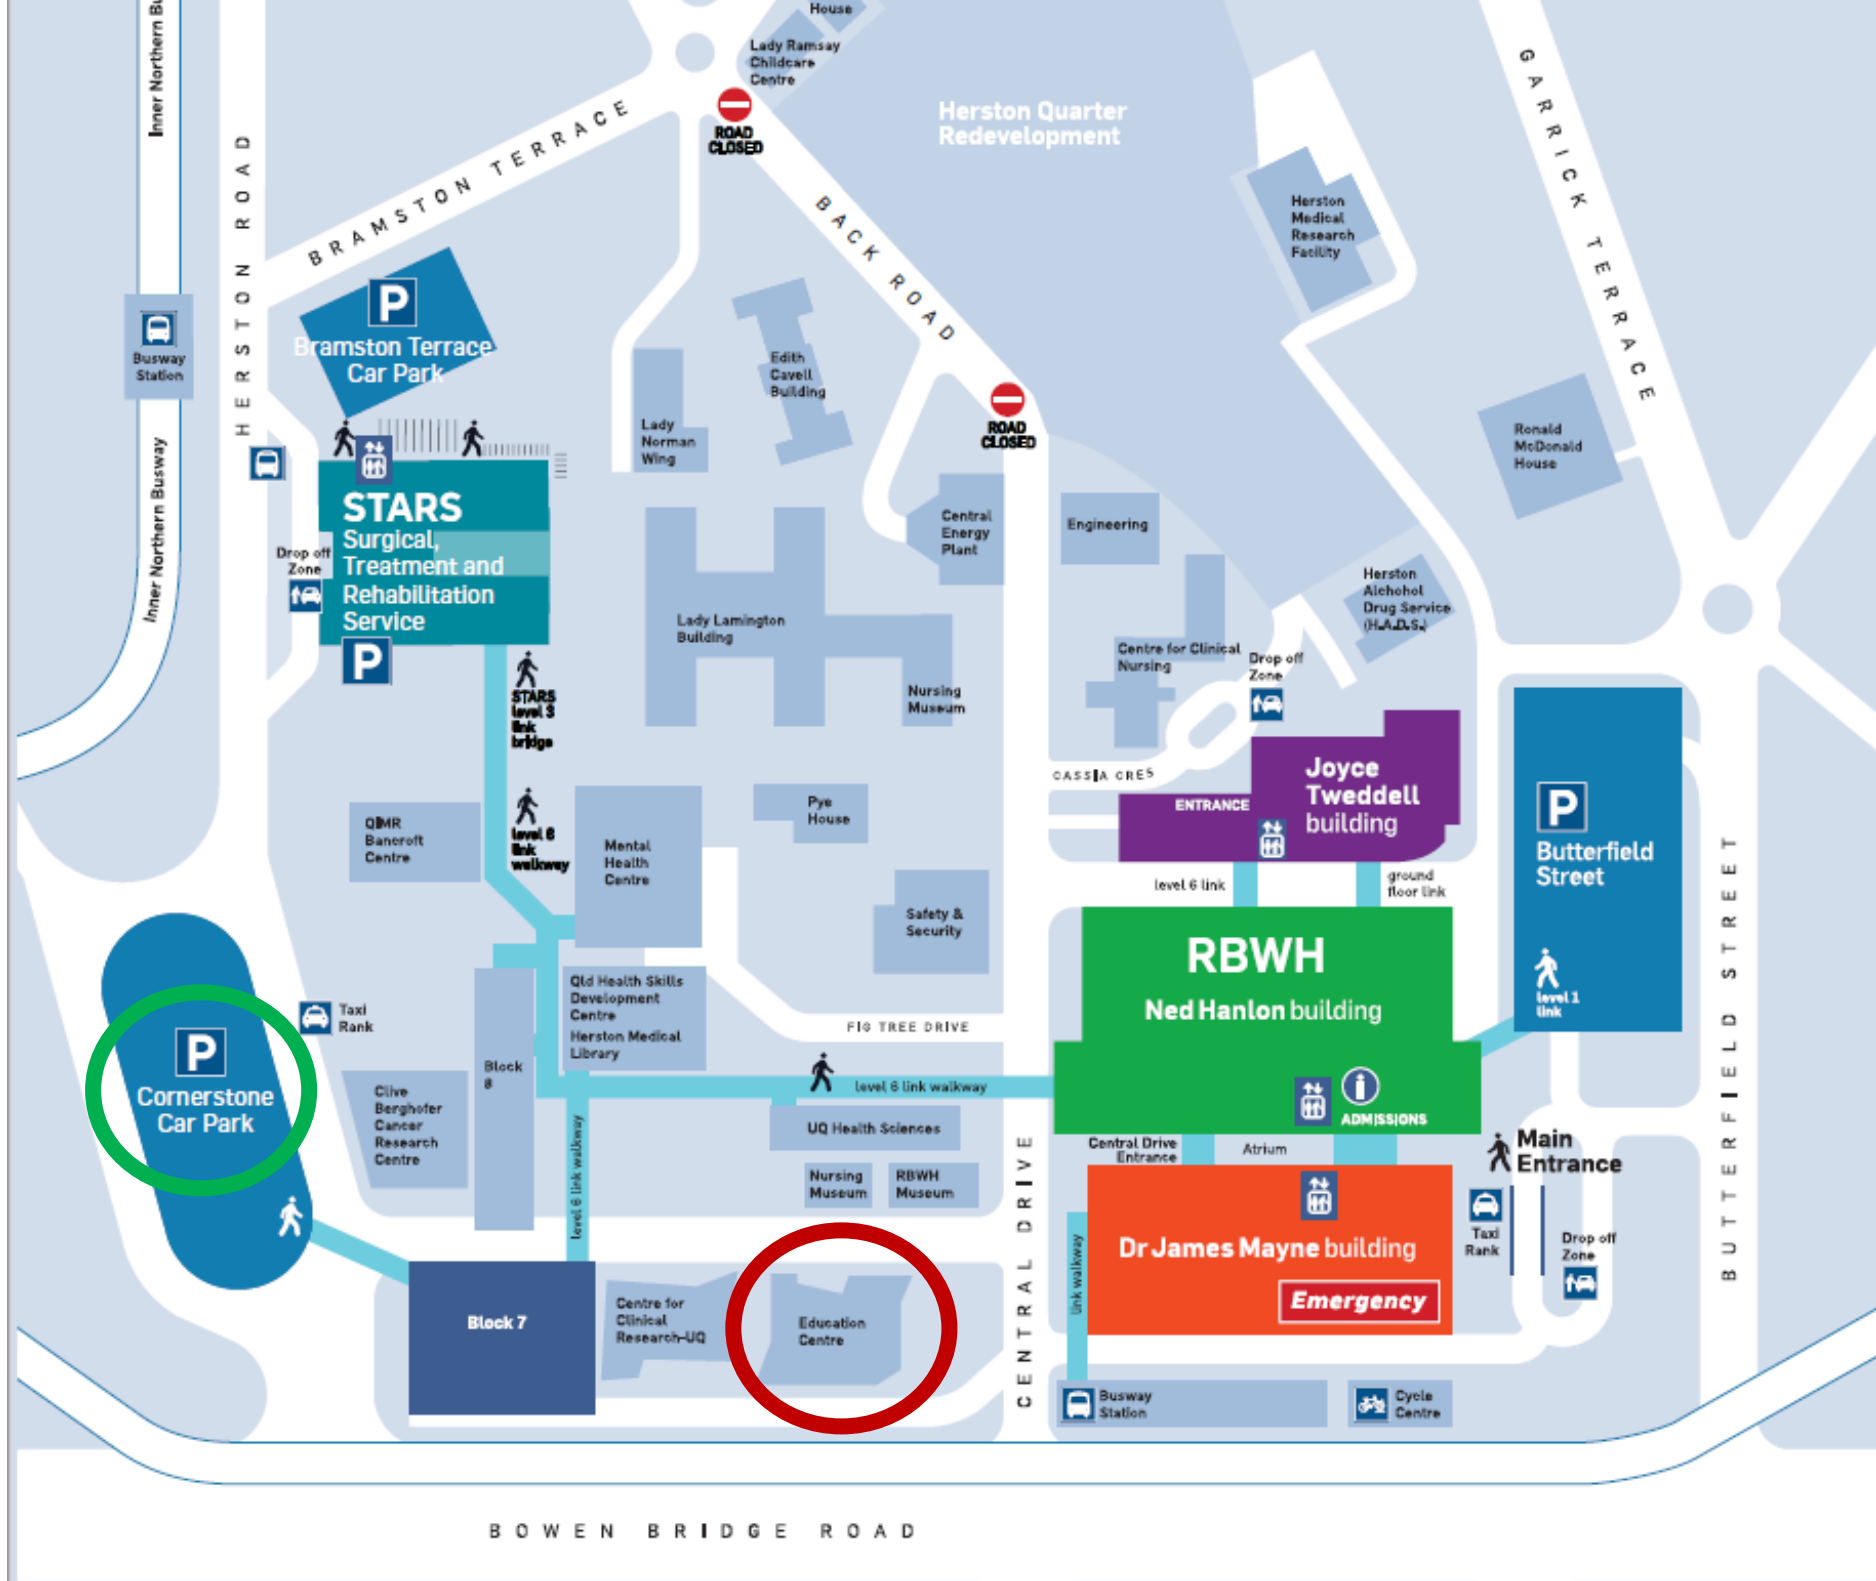 House
Lady Ramsay
Childcare
Centre
ROAD
CLOSED
Herston Quarter
Redevelopment
GARRICK TERRACE
Inner Northern Bu
HERSTON ROAD
BRAMSTON TERRACE
BACK ROAD
Herston
Medical
Research
Facility
P
Bramston Terrace
Car Park
Busway
Station
Edith
Cavell
Building
Lady
Norman
Wing
ROAD
CLOSED
Ronald
McDonald
House
Inner Northern Busway
STARS
Surgical,
Treatment and
Rehabilitation
Service
Drop off
Zone
P
Central
Energy
Plant
Engineering
Herston
Alchohol
Drug Service
(H.A.D.S.)
Lady Lamington
Building
Nursing
Museum
Centre for Clinical
Nursing
Drop off
Zone
STARS
level 3
link
bridge
CASSIA CRES
Joyce
Tweddell
building
ENTRANCE
P
Butterfield
Street
level 1
link
BUTTERFIELD STREET
QIMR
Bancroft
Centre
level 6
link
walkway
Mental
Health
Centre
Pye
House
level 6 link
ground
floor link
Safety &
Security
RBWH
Ned Hanlon building
i
ADMISSIONS
Qld Health Skills
Development
Centre
Herston Medical
Library
FIG TREE DRIVE
Taxi
Rank
P
Cornerstone
Car Park
Block
8
Clive
Berghofer
Cancer
Research
Centre
level 6 link walkway
level 6 link walkway
UQ Health Sciences
Nursing
Museum
RBWH
Museum
CENTRAL DRIVE
Central Drive
Entrance
Atrium
Main
Entrance
Dr James Mayne building
Emergency
Taxi
Rank
Drop off
Zone
link walkway
Block 7
Centre for
Clinical
Research-UQ
Education
Centre
Busway
Station
Cycle
Centre
BOWEN BRIDGE ROAD